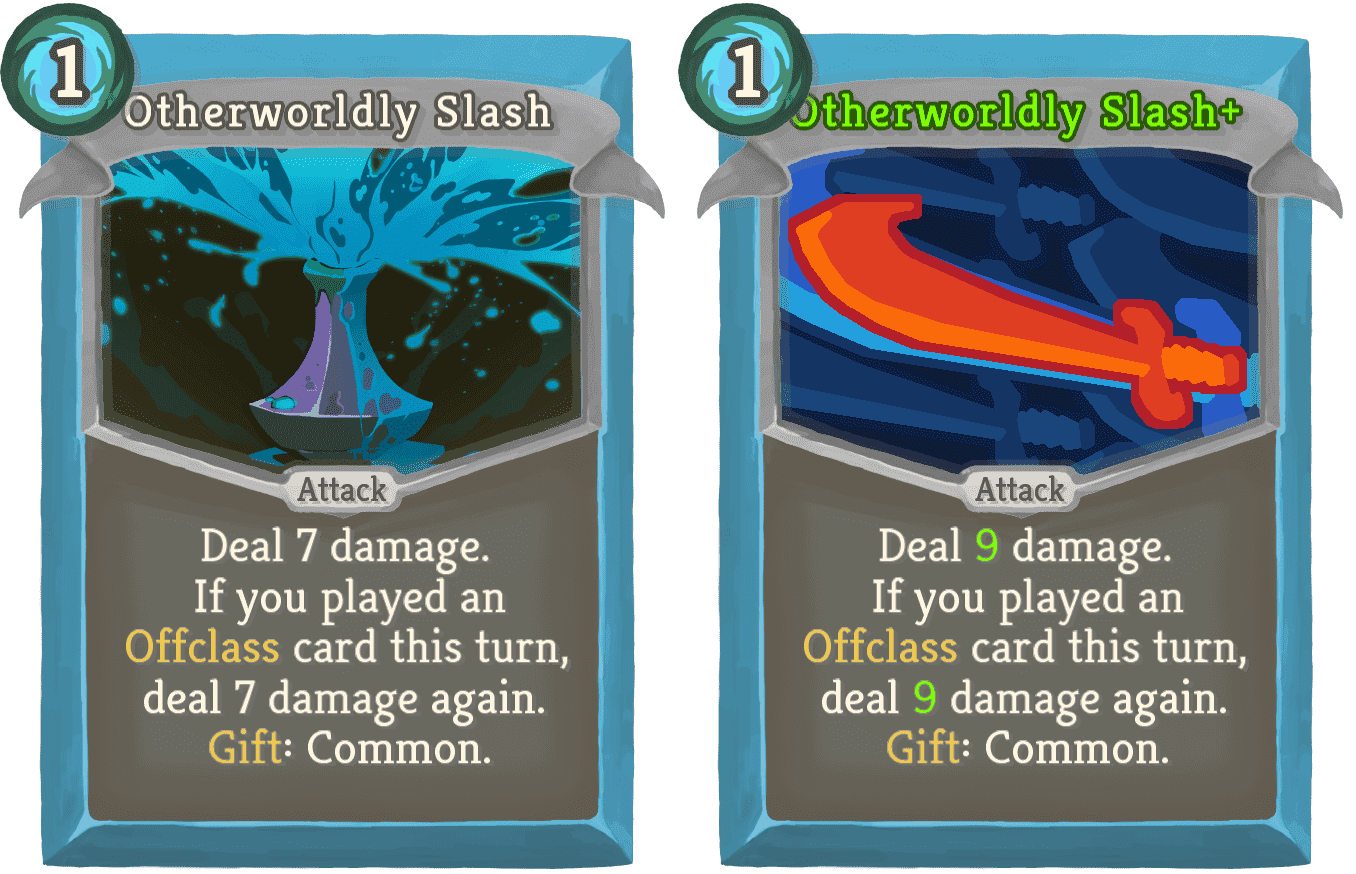 1
Otherworldly Slash
Attack
Deal 7 damage.
If you played an
Offclass card this turn,
deal 7 damage again.
Gift: Common.
1
Otherworldly Slash+
Attack
Deal 9 damage.
If you played an
Offclass card this turn,
deal 9 damage again.
Gift: Common.